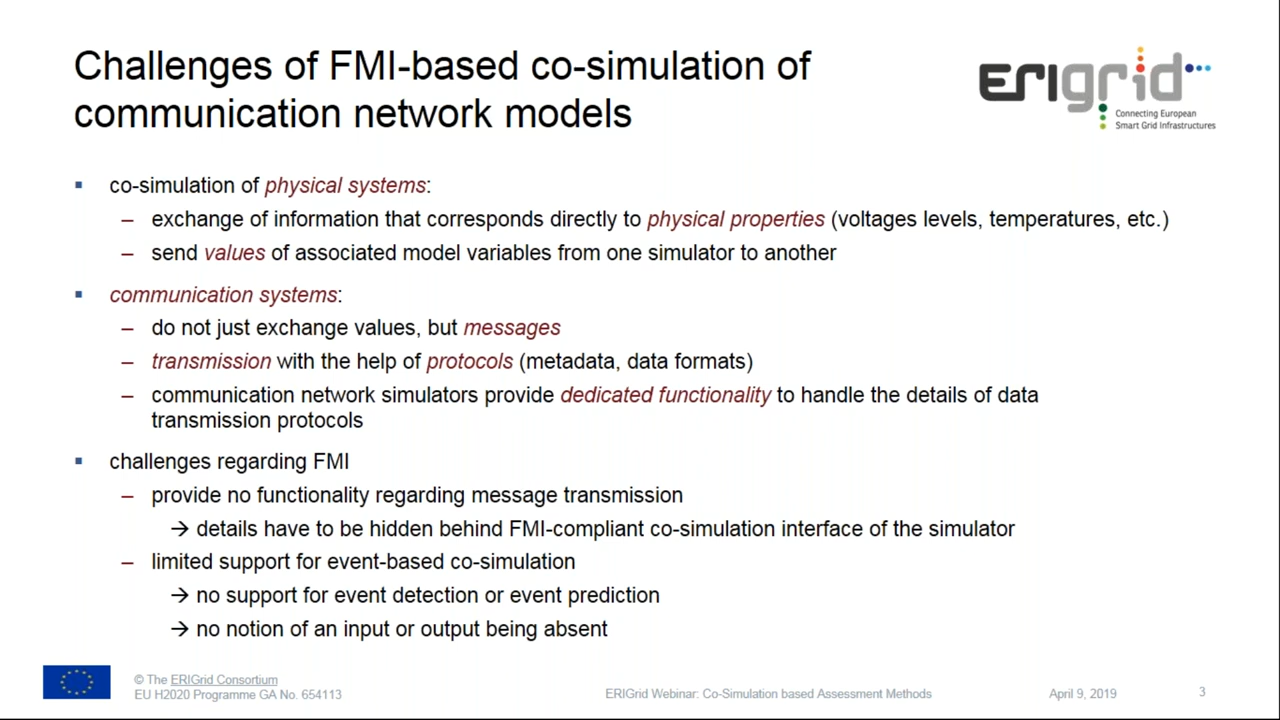 Challenges of FMI-based co-simulation of
communication network models
ERIGrid
Connecting European
Smart Grid Infrastructures
▪ co-simulation of physical systems:
– exchange of information that corresponds directly to physical properties (voltages levels, temperatures, etc.)
– send values of associated model variables from one simulator to another
▪ communication systems:
– do not just exchange values, but messages
– transmission with the help of protocols (metadata, data formats)
– communication network simulators provide dedicated functionality to handle the details of data
transmission protocols
▪ challenges regarding FMI
– provide no functionality regarding message transmission
→ details have to be hidden behind FMI-compliant co-simulation interface of the simulator
– limited support for event-based co-simulation
→ no support for event detection or event prediction
→ no notion of an input or output being absent
© The ERIGrid Consortium
EU H2020 Programme GA No. 654113
ERIGrid Webinar: Co-Simulation based Assessment Methods
April 9, 2019
3